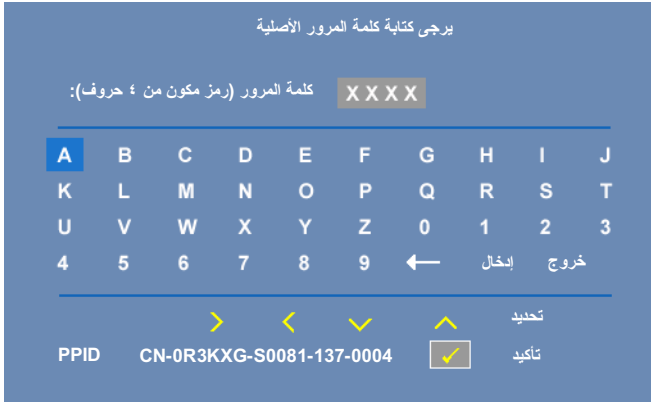 يرجى كتابة كلمة المرور الأصلية
كلمة المرور (رمز مكون من ٤ حروف): X X X X
A B C D E F G H I J
K L M N O P Q R S T
U V W X Y Z 0 1 2 3
4 5 6 7 8 9 ← إدخال خروج
تحديد
PPID CN-0R3KXG-S0081-137-0004 ✓ تأكيد